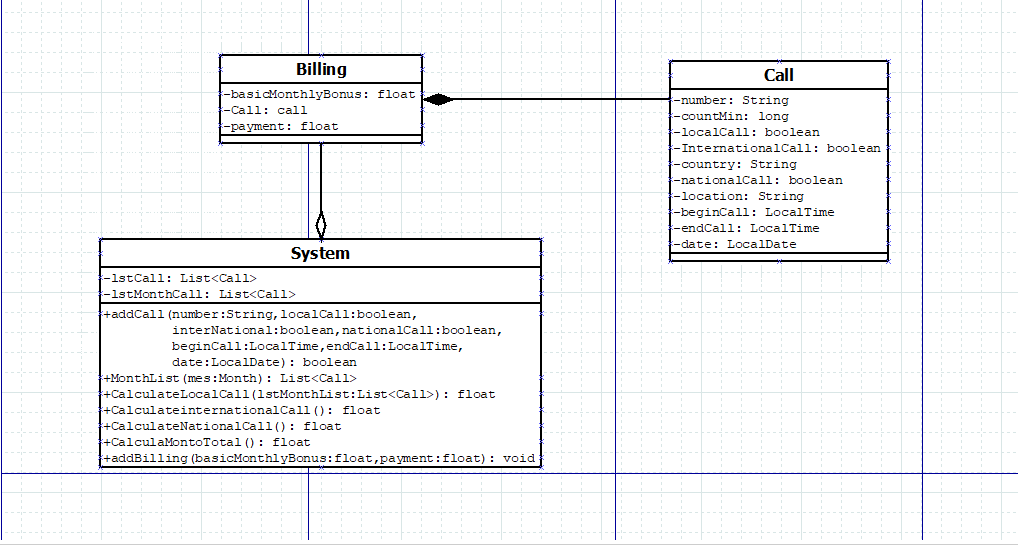 Billing
-basicMonthlyBonus: float
-Call: call
-payment: float
Call
-number: String
-countMin: long
-localCall: boolean
-InternationalCall: boolean
-country: String
-nationalCall: boolean
-location: String
-beginCall: LocalTime
-endCall: LocalTime
-date: LocalDate
System
-lstCall: List<Call>
-lstMonthCall: List<Call>
+addCall(number:String,localCall:boolean,
interNational:boolean,nationalCall:boolean,
beginCall:LocalTime,endCall:LocalTime,
date:LocalDate): boolean
+MonthList(mes:Month): List<Call>
+CalculateLocalCall(lstMonthList:List<Call>): float
+CalculateinternationalCall(): float
+CalculateNationalCall(): float
+CalculaMontoTotal(): float
+addBilling(basicMonthlyBonus:float,payment:float): void